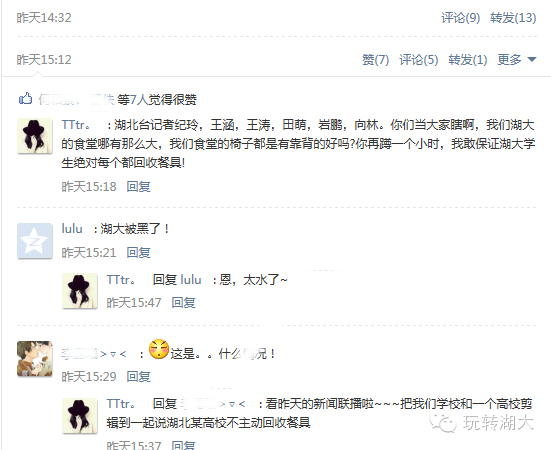 昨天14:32 评论(9) 转发(13)
昨天15:12 赞(7) 评论(5) 转发(1) 更多
等7人觉得很赞
TTtr。 : 湖北台记者纪玲，王涵，王涛，田萌，岩鹏，向林。你们当大家瞎啊，我们湖大
的食堂哪有那么大，我们食堂的椅子都是有靠背的好吗?你再蹲一个小时，我敢保证湖大学
生绝对每个都回收餐具!
昨天15:18 回复
lulu : 湖大被黑了！
昨天15:21 回复
TTtr。 回复 lulu : 恩，太水了~
昨天15:47 回复
＞▿＜ : 这是。。什么 况！
昨天15:29 回复
TTtr。 回复 ＞▿＜ : 看昨天的新闻联播啦~~~把我们学校和一个高校剪
辑到一起说湖北某高校不主动回收餐具
昨天15:37 回复
玩转湖大